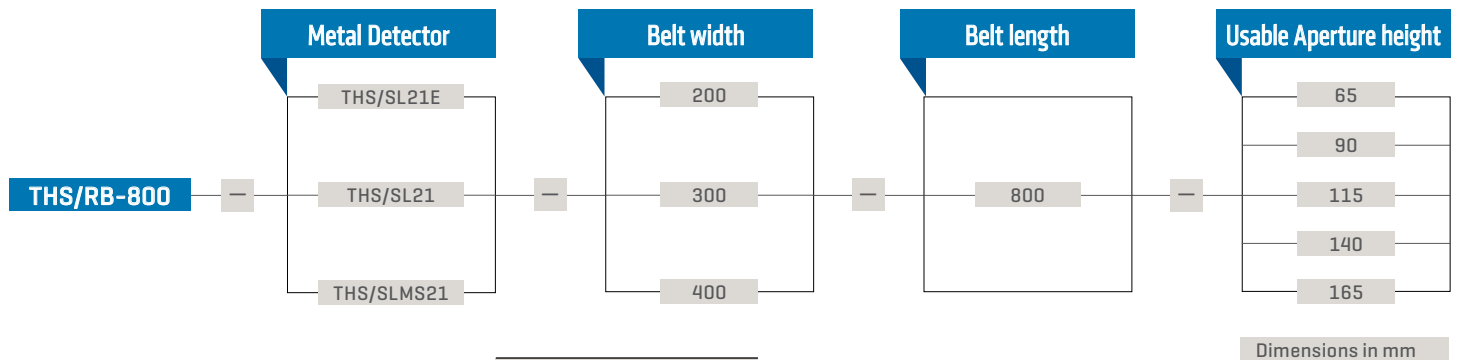 Metal Detector
Belt width
Belt length
Usable Aperture height
THS/SL21E
200
65
90
THS/RB-800
—
THS/SL21
—
300
—
800
—
115
140
THS/SLMS21
400
165
Dimensions in mm